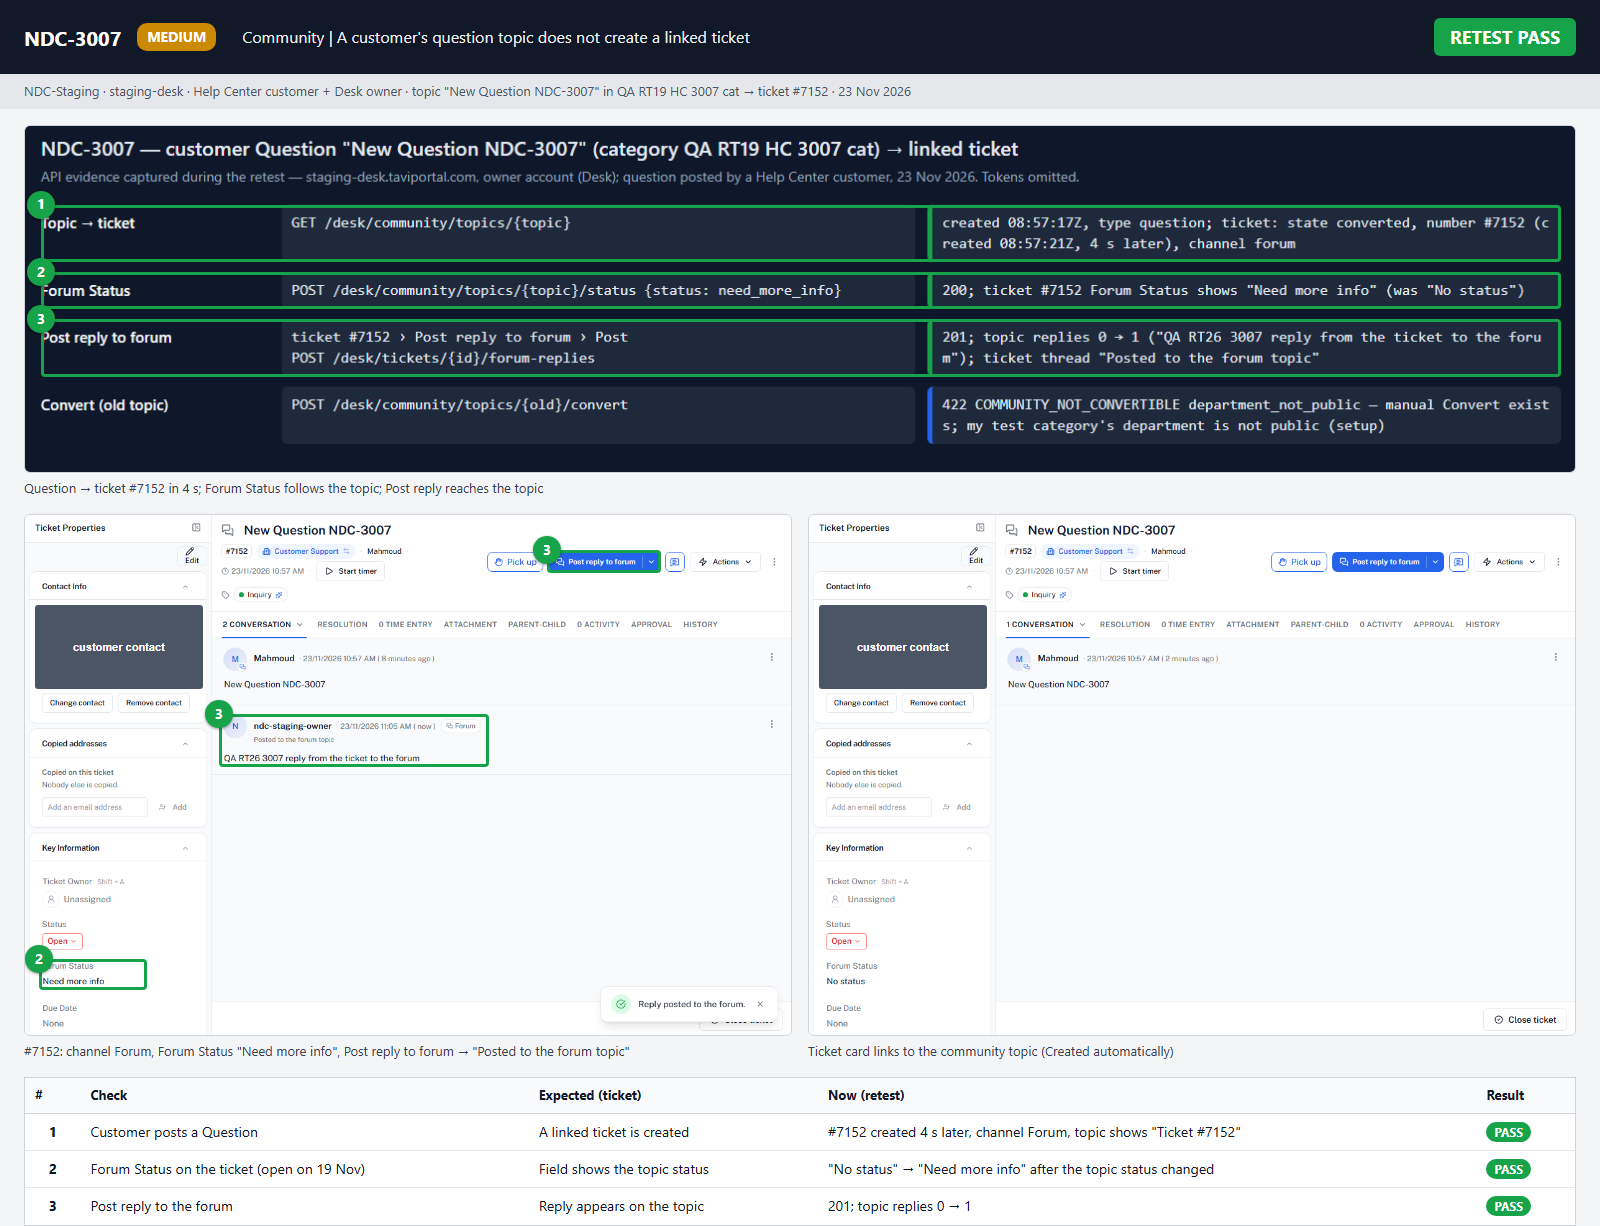 NDC-3007 MEDIUM Community | A customer's question topic does not create a linked ticket RETEST PASS
NDC-Staging · staging-desk · Help Center customer + Desk owner · topic "New Question NDC-3007" in QA RT19 HC 3007 cat → ticket #7152 · 23 Nov 2026
NDC-3007 — customer Question "New Question NDC-3007" (category QA RT19 HC 3007 cat) → linked ticket
API evidence captured during the retest — staging-desk.taviportal.com, owner account (Desk); question posted by a Help Center customer, 23 Nov 2026. Tokens omitted.
1
Topic → ticket
GET /desk/community/topics/{topic}
created 08:57:17Z, type question; ticket: state converted, number #7152 (c
reated 08:57:21Z, 4 s later), channel forum
2
Forum Status
POST /desk/community/topics/{topic}/status {status: need_more_info}
200; ticket #7152 Forum Status shows "Need more info" (was "No status")
3
Post reply to forum
ticket #7152 › Post reply to forum › Post
POST /desk/tickets/{id}/forum-replies
201; topic replies 0 → 1 ("QA RT26 3007 reply from the ticket to the foru
m"); ticket thread "Posted to the forum topic"
Convert (old topic)
POST /desk/community/topics/{old}/convert
422 COMMUNITY_NOT_CONVERTIBLE department_not_public — manual Convert exist
s; my test category's department is not public (setup)
Question → ticket #7152 in 4 s; Forum Status follows the topic; Post reply reaches the topic
Ticket Properties
Edit
Contact Info
customer contact
Change contact Remove contact
Copied addresses
Copied on this ticket
Nobody else is copied.
Add an email address Add
Key Information
Ticket Owner Shift + A
Unassigned
Status
Open
2
Forum Status
Need more info
Due Date
None
New Question NDC-3007
#7152 Customer Support · Mahmoud
23/11/2026 10:57 AM Start timer
Pick up 3 Post reply to forum Actions
Inquiry
2 CONVERSATION RESOLUTION 0 TIME ENTRY ATTACHMENT PARENT-CHILD 0 ACTIVITY APPROVAL HISTORY
M Mahmoud · 23/11/2026 10:57 AM ( 8 minutes ago )
New Question NDC-3007
3
N ndc-staging-owner · 23/11/2026 11:05 AM ( now ) Forum
Posted to the forum topic
QA RT26 3007 reply from the ticket to the forum
Reply posted to the forum.
Close ticket
Ticket Properties
Edit
Contact Info
customer contact
Change contact Remove contact
Copied addresses
Copied on this ticket
Nobody else is copied.
Add an email address Add
Key Information
Ticket Owner Shift + A
Unassigned
Status
Open
Forum Status
No status
Due Date
None
New Question NDC-3007
#7152 Customer Support · Mahmoud
23/11/2026 10:57 AM Start timer
Pick up Post reply to forum Actions
Inquiry
1 CONVERSATION RESOLUTION 0 TIME ENTRY ATTACHMENT PARENT-CHILD 0 ACTIVITY APPROVAL HISTORY
M Mahmoud · 23/11/2026 10:57 AM ( 2 minutes ago )
New Question NDC-3007
Close ticket
#7152: channel Forum, Forum Status "Need more info", Post reply to forum → "Posted to the forum topic"
Ticket card links to the community topic (Created automatically)
# Check Expected (ticket) Now (retest) Result
1 Customer posts a Question A linked ticket is created #7152 created 4 s later, channel Forum, topic shows "Ticket #7152" PASS
2 Forum Status on the ticket (open on 19 Nov) Field shows the topic status "No status" → "Need more info" after the topic status changed PASS
3 Post reply to the forum Reply appears on the topic 201; topic replies 0 → 1 PASS